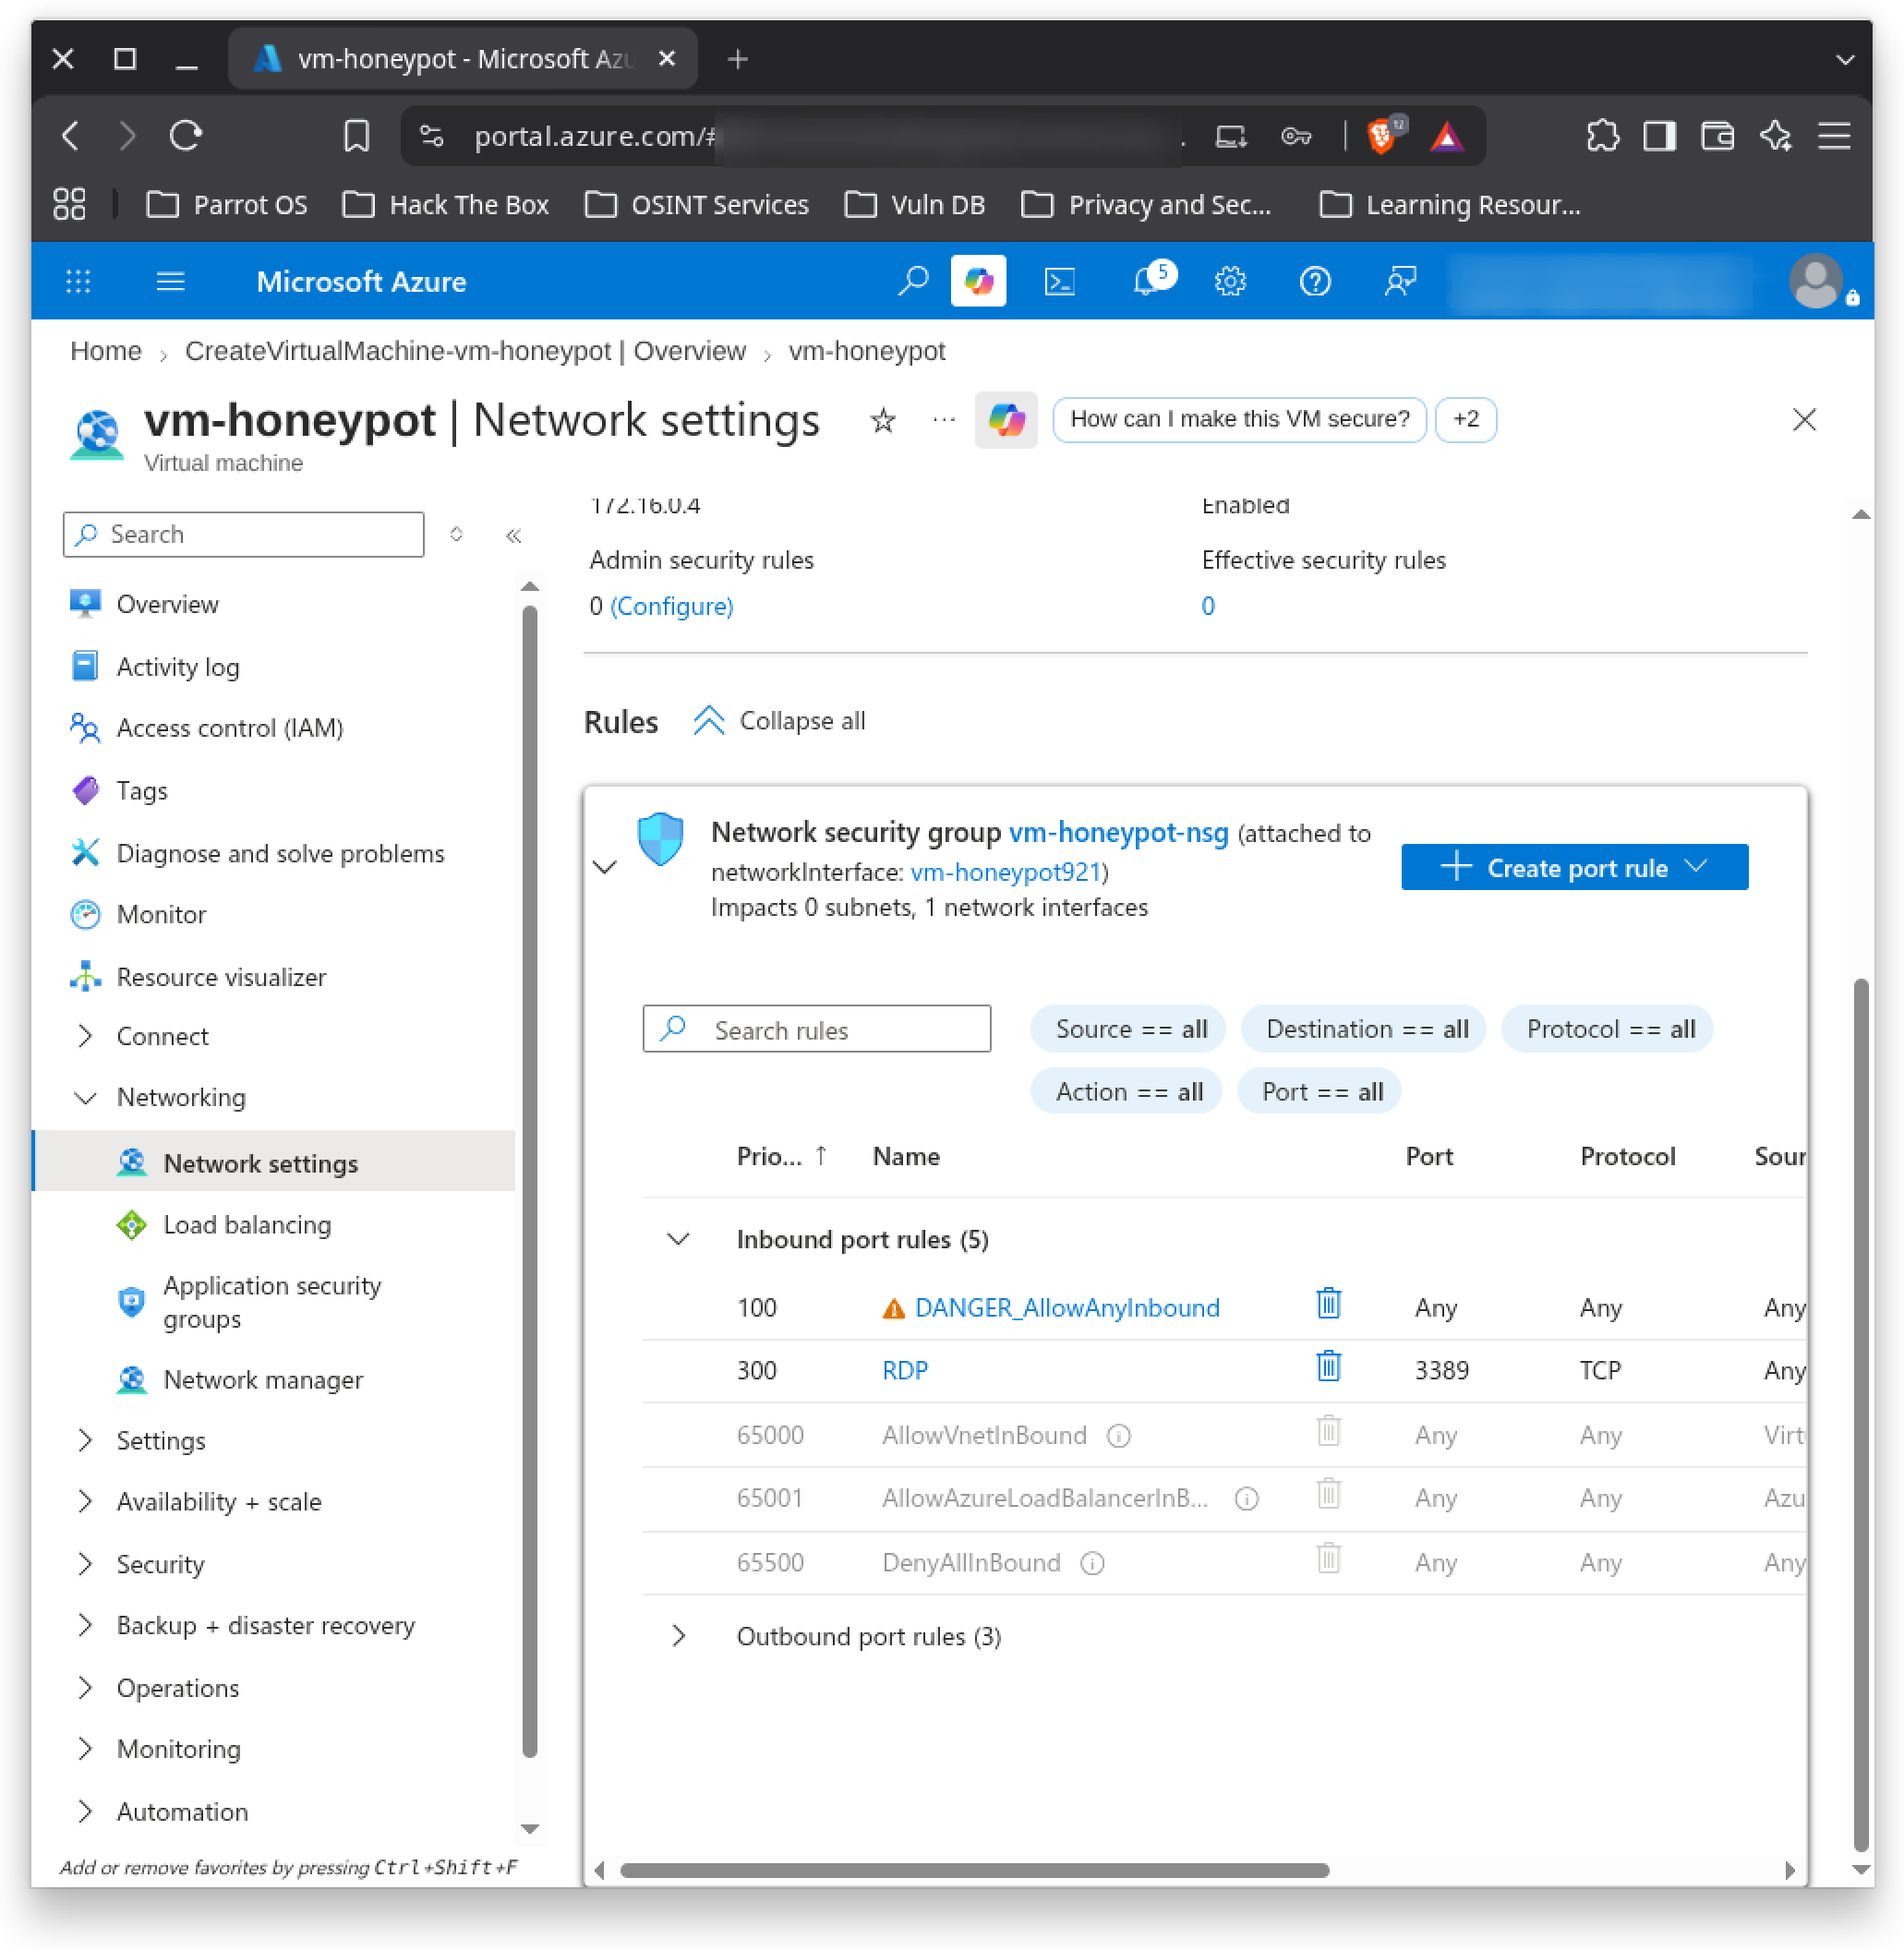 vm-honeypot - Microsoft Azu
portal.azure.com/#
12
Parrot OS
Hack The Box
OSINT Services
Vuln DB
Privacy and Sec...
Learning Resour...
Microsoft Azure
5
Home > CreateVirtualMachine-vm-honeypot | Overview > vm-honeypot
vm-honeypot | Network settings
Virtual machine
How can I make this VM secure?
+2
Search
Overview
Activity log
Access control (IAM)
Tags
Diagnose and solve problems
Monitor
Resource visualizer
Connect
Networking
Network settings
Load balancing
Application security
groups
Network manager
Settings
Availability + scale
Security
Backup + disaster recovery
Operations
Monitoring
Automation
Add or remove favorites by pressing Ctrl+Shift+F
172.16.0.4
Enabled
Admin security rules
Effective security rules
0 (Configure)
0
Rules
Collapse all
Network security group vm-honeypot-nsg (attached to
networkInterface: vm-honeypot921)
Impacts 0 subnets, 1 network interfaces
Create port rule
Search rules
Source == all
Destination == all
Protocol == all
Action == all
Port == all
Prio... ↑ Name Port Protocol Sour
Inbound port rules (5)
100 DANGER_AllowAnyInbound Any Any Any
300 RDP 3389 TCP Any
65000 AllowVnetInBound Any Any Virt
65001 AllowAzureLoadBalancerInB... Any Any Azu
65500 DenyAllInBound Any Any Any
Outbound port rules (3)